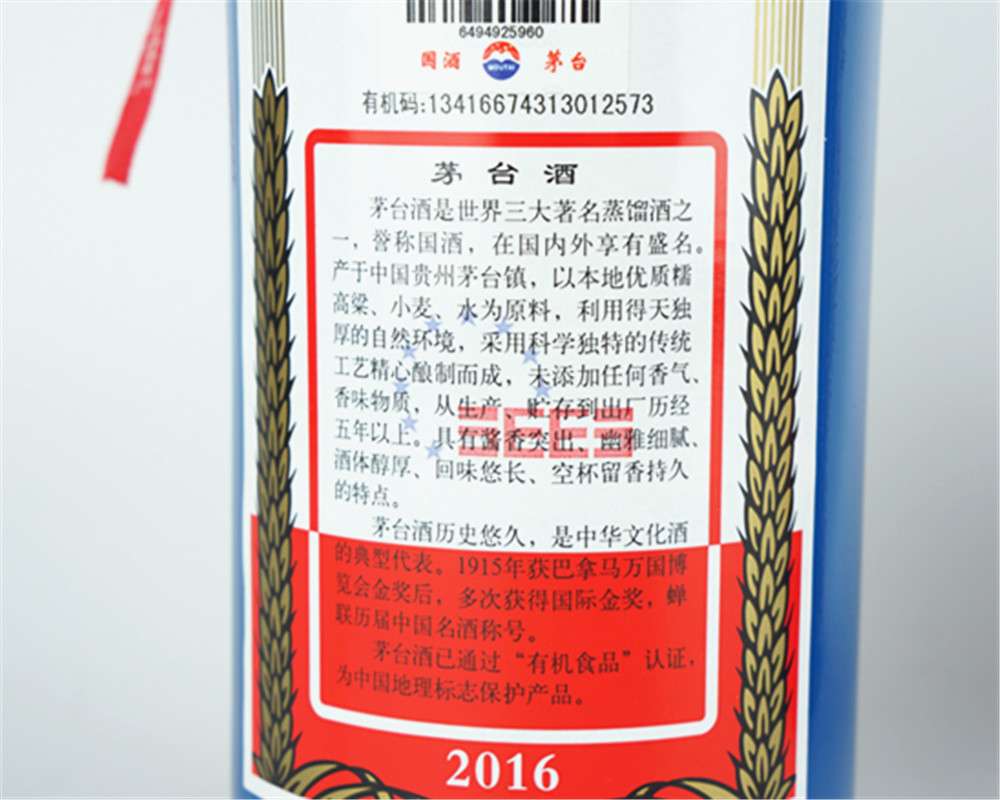 6494925960
国酒 MOUTAI 茅台
有机码:13416674313012573
茅台酒
茅台酒是世界三大著名蒸馏酒之
一，誉称国酒，在国内外享有盛名。
产于中国贵州茅台镇，以本地优质糯
高粱、小麦、水为原料，利用得天独
厚的自然环境，采用科学独特的传统
工艺精心酿制而成，未添加任何香气、
香味物质，从生产、贮存到出厂历经
五年以上。具有酱香突出、幽雅细腻、
酒体醇厚、回味悠长、空杯留香持久
的特点。
茅台酒历史悠久，是中华文化酒
的典型代表。1915年获巴拿马万国博
览会金奖后，多次获得国际金奖，蝉
联历届中国名酒称号。
茅台酒已通过“有机食品”认证，
为中国地理标志保护产品。
2016